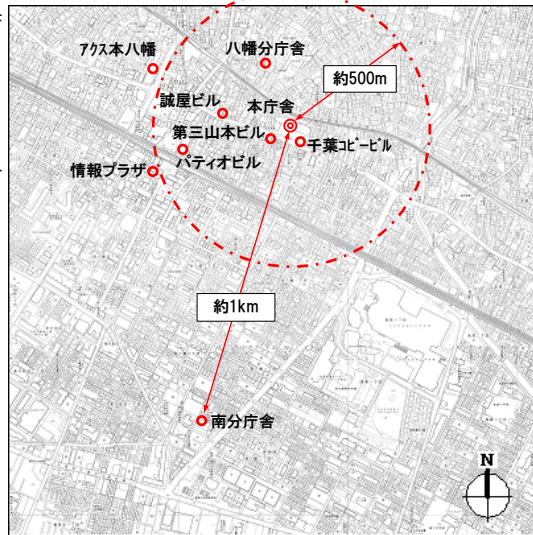 アクス本八幡
八幡分庁舎
約500m
誠屋ビル
本庁舎
第三山本ビル
千葉コピービル
パティオビル
情報プラザ
約1km
南分庁舎
N